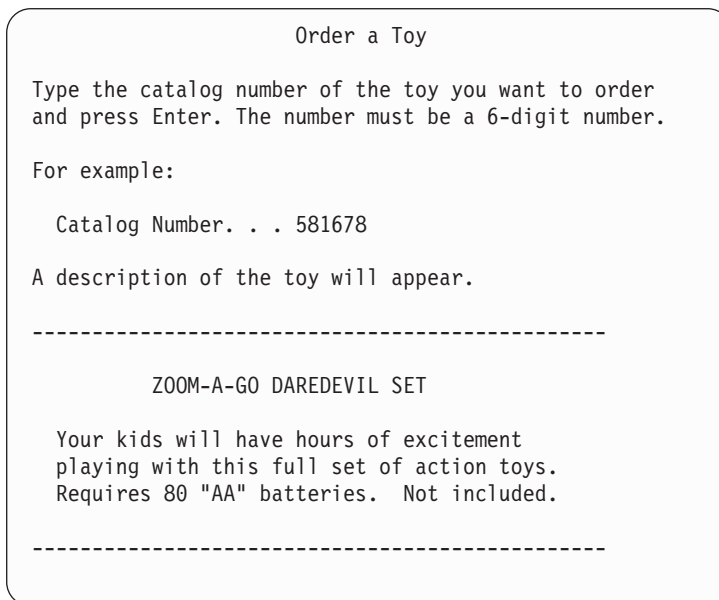 Order a Toy
Type the catalog number of the toy you want to order
and press Enter. The number must be a 6-digit number.
For example:
Catalog Number. . . 581678
A description of the toy will appear.
------------------------------------------------
ZOOM-A-GO DAREDEVIL SET
Your kids will have hours of excitement
playing with this full set of action toys.
Requires 80 "AA" batteries.  Not included.
------------------------------------------------